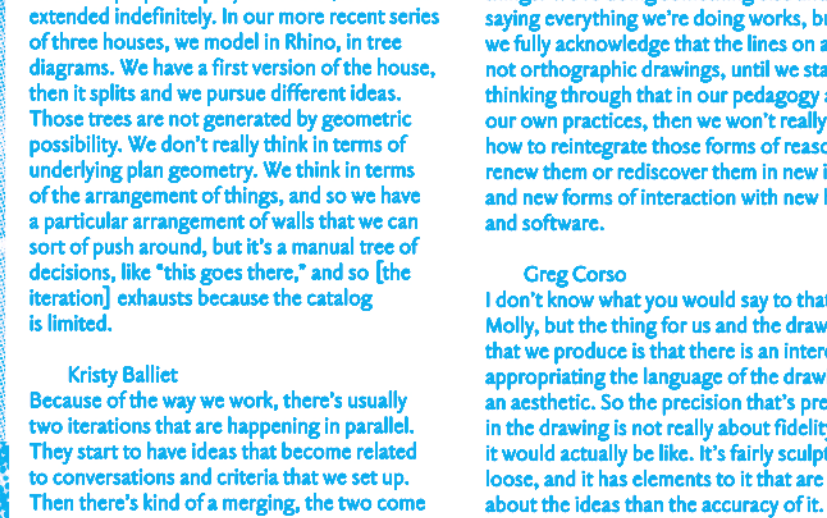 extended indefinitely. In our more recent series
of three houses, we model in Rhino, in tree
diagrams. We have a first version of the house,
then it splits and we pursue different ideas.
Those trees are not generated by geometric
possibility. We don't really think in terms of
underlying plan geometry. We think in terms
of the arrangement of things, and so we have
a particular arrangement of walls that we can
sort of push around, but it's a manual tree of
decisions, like "this goes there," and so [the
iteration] exhausts because the catalog
is limited.
Kristy Balliet
Because of the way we work, there's usually
two iterations that are happening in parallel.
They start to have ideas that become related
to conversations and criteria that we set up.
Then there's kind of a merging, the two come
saying everything we're doing works, bu
we fully acknowledge that the lines on a
not orthographic drawings, until we sta
thinking through that in our pedagogy a
our own practices, then we won't really
how to reintegrate those forms of reaso
renew them or rediscover them in new i
and new forms of interaction with new l
and software.
Greg Corso
I don't know what you would say to that
Molly, but the thing for us and the draw
that we produce is that there is an intere
appropriating the language of the draw
an aesthetic. So the precision that's pre
in the drawing is not really about fidelity
it would actually be like. It's fairly sculpt
loose, and it has elements to it that are
about the ideas than the accuracy of it.